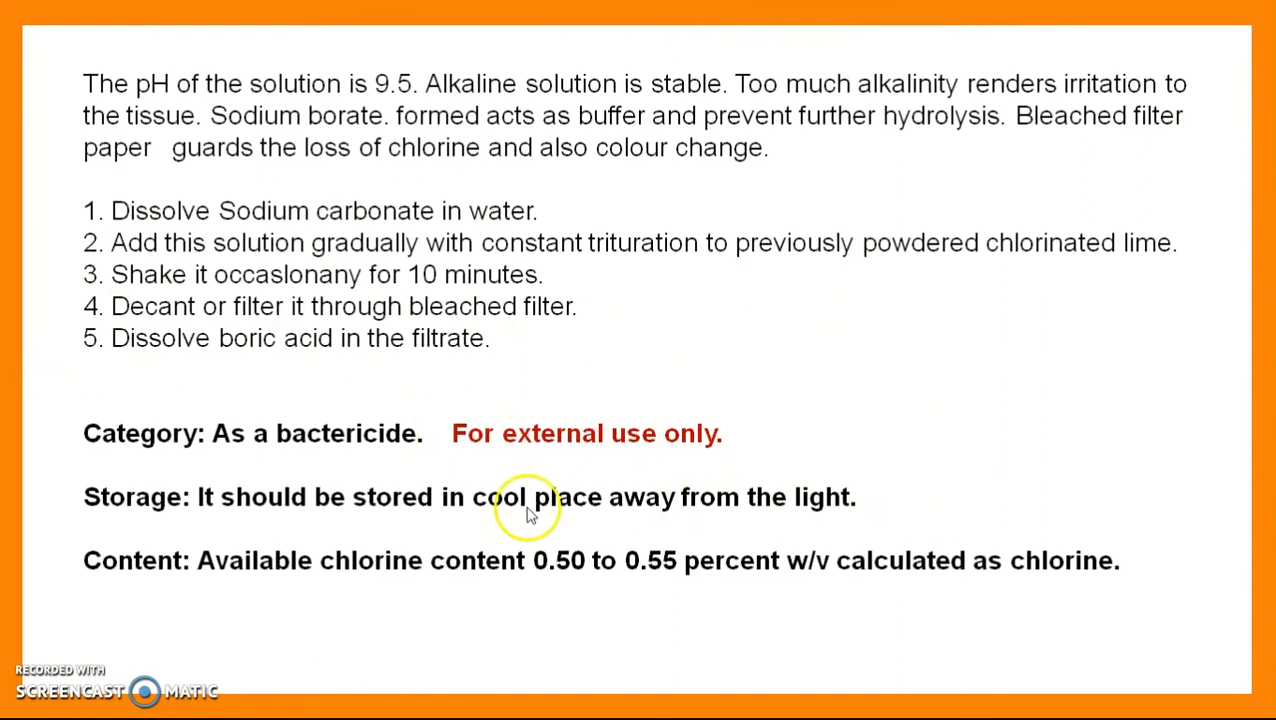 The pH of the solution is 9.5. Alkaline solution is stable. Too much alkalinity renders irritation to
the tissue. Sodium borate. formed acts as buffer and prevent further hydrolysis. Bleached filter
paper guards the loss of chlorine and also colour change.
1. Dissolve Sodium carbonate in water.
2. Add this solution gradually with constant trituration to previously powdered chlorinated lime.
3. Shake it occaslonany for 10 minutes.
4. Decant or filter it through bleached filter.
5. Dissolve boric acid in the filtrate.
Category: As a bactericide. For external use only.
Storage: It should be stored in cool place away from the light.
Content: Available chlorine content 0.50 to 0.55 percent w/v calculated as chlorine.
RECORDED WITH
SCREENCAST MATIC